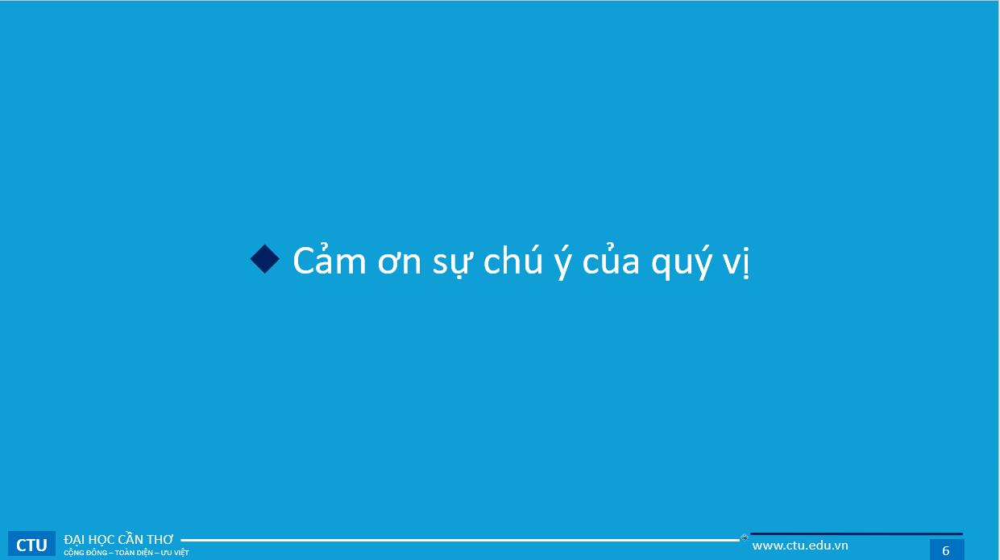 Cảm ơn sự chú ý của quý vị
CTU
ĐẠI HỌC CẦN THƠ
CỘNG ĐỒNG – TOÀN DIỆN – ƯU VIỆT
www.ctu.edu.vn
6